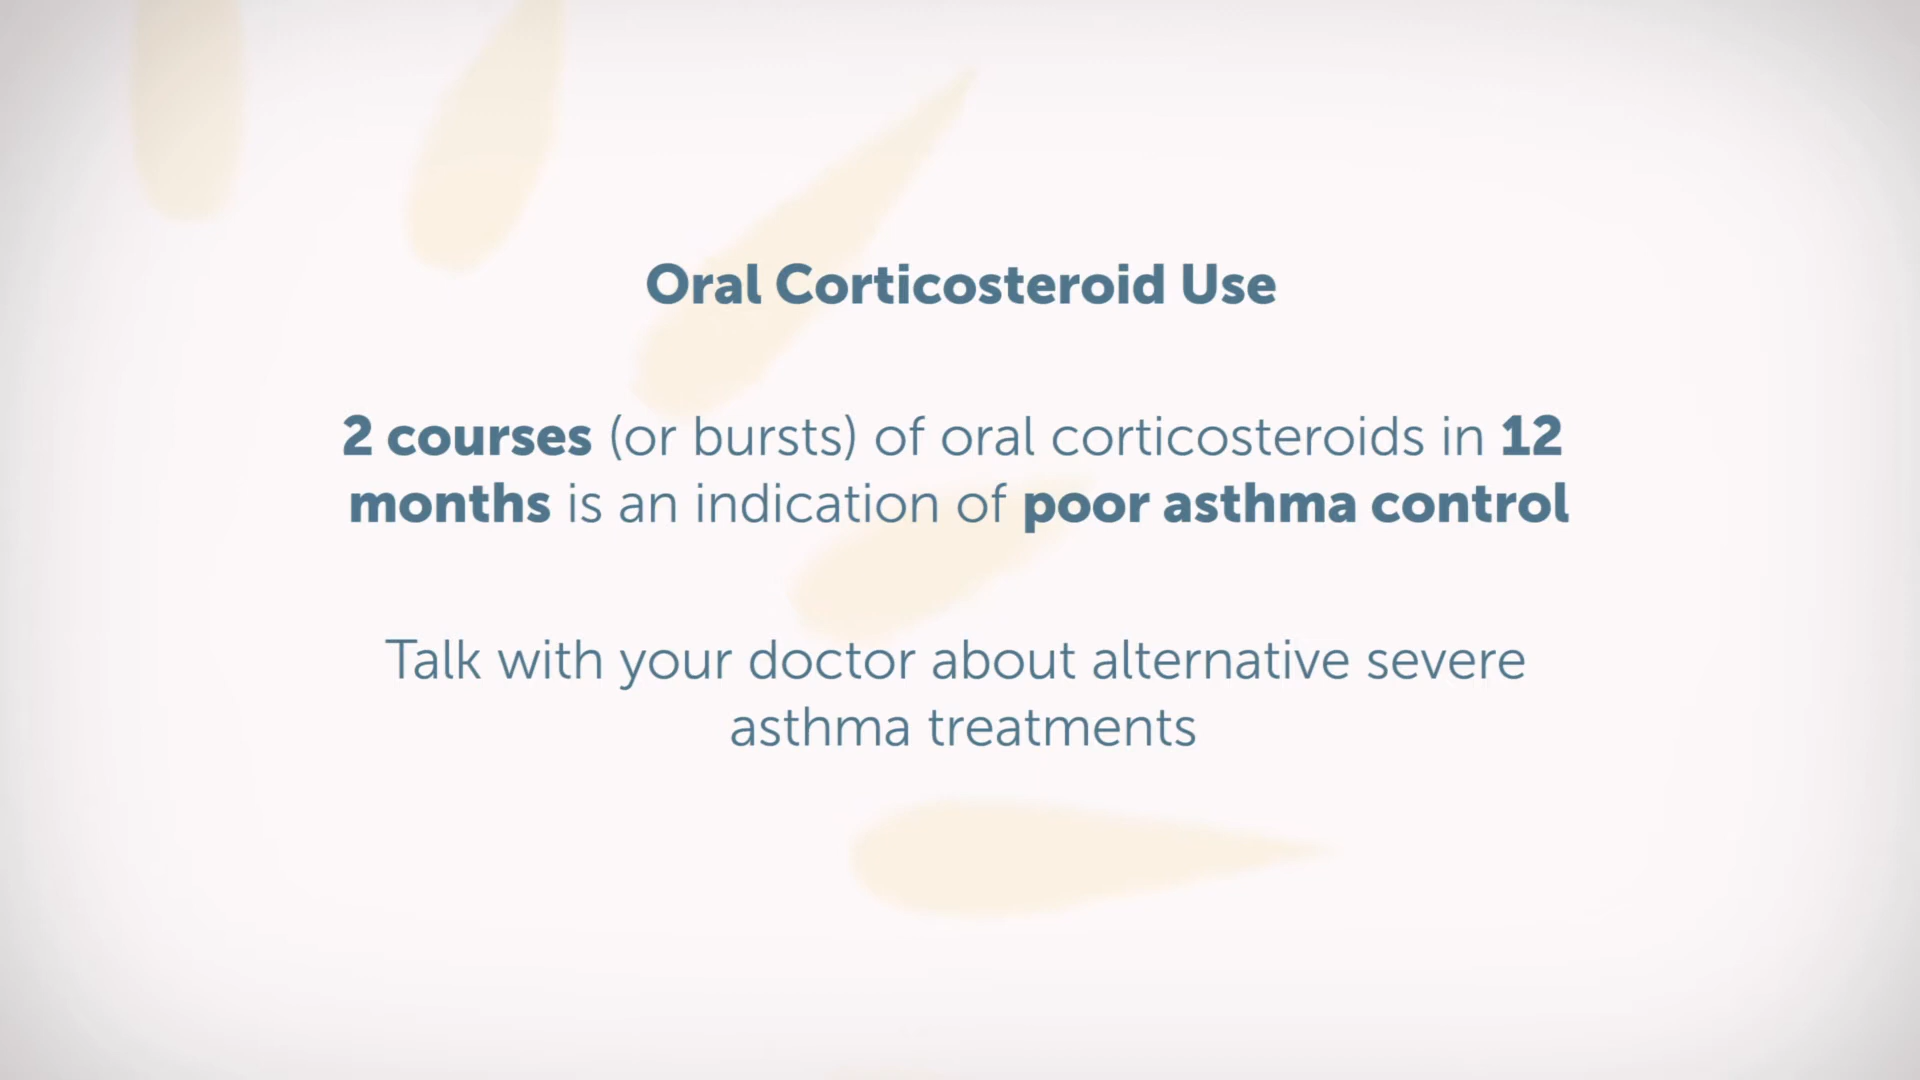 Oral Corticosteroid Use
2 courses (or bursts) of oral corticosteroids in 12
months is an indication of poor asthma control
Talk with your doctor about alternative severe
asthma treatments